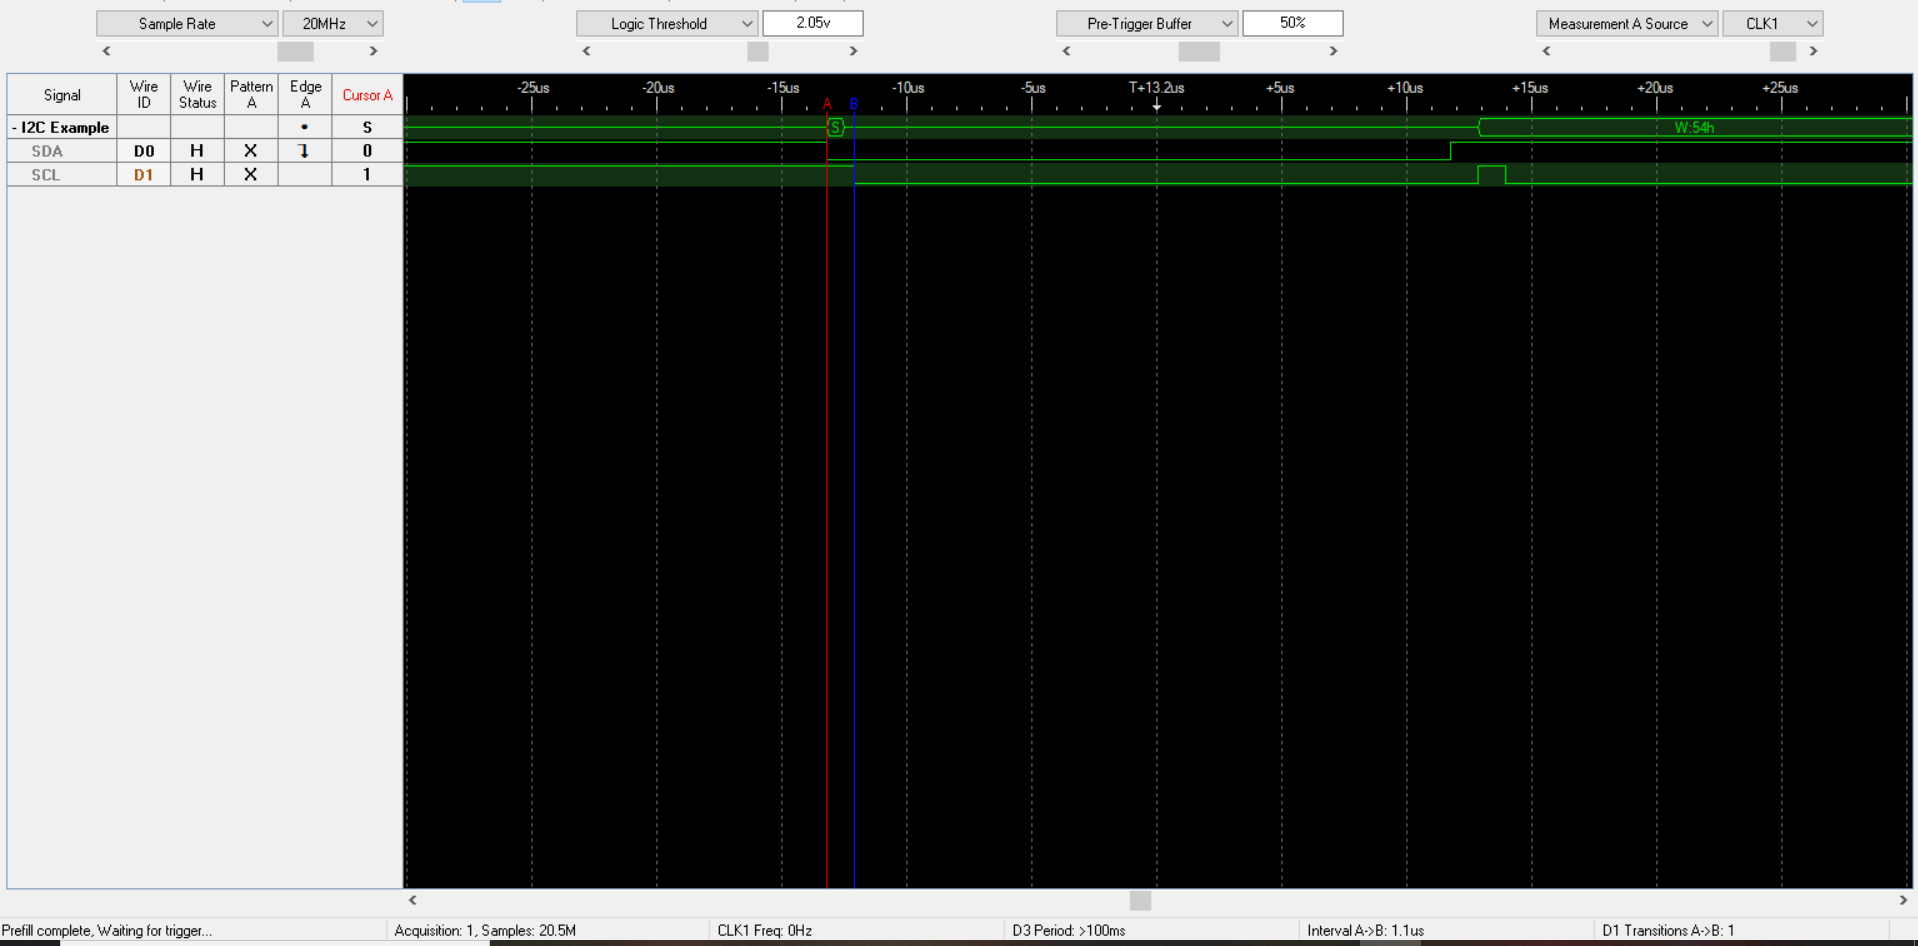 Sample Rate 20MHz Logic Threshold 2.05v Pre-Trigger Buffer 50% Measurement A Source CLK1
Signal Wire ID Wire Status Pattern A Edge A Cursor A
-25us -20us -15us -10us -5us T+13.2us +5us +10us +15us +20us +25us
A B
- I2C Example • S S W:54h
SDA D0 H X 0
SCL D1 H X 1
Prefill complete, Waiting for trigger... Acquisition: 1, Samples: 20.5M CLK1 Freq: 0Hz D3 Period: >100ms Interval A->B: 1.1us D1 Transitions A->B: 1